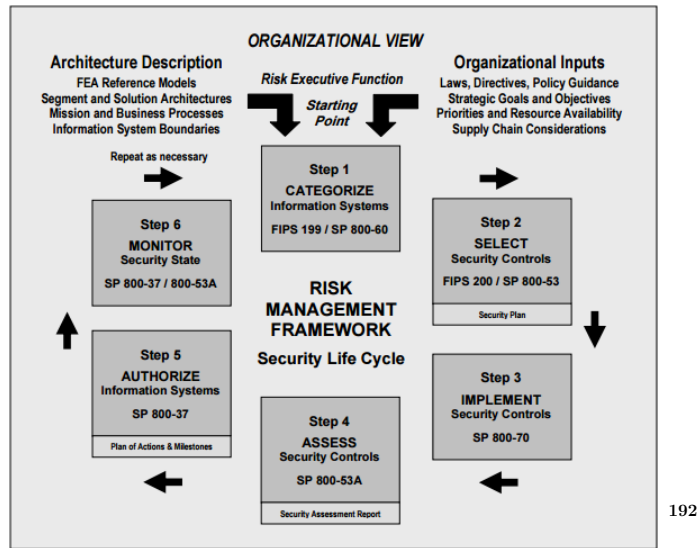 ORGANIZATIONAL VIEW
Architecture Description
FEA Reference Models
Segment and Solution Architectures
Mission and Business Processes
Information System Boundaries
Risk Executive Function
Starting
Point
Organizational Inputs
Laws, Directives, Policy Guidance
Strategic Goals and Objectives
Priorities and Resource Availability
Supply Chain Considerations
Repeat as necessary
Step 1
CATEGORIZE
Information Systems
FIPS 199 / SP 800-60
Step 2
SELECT
Security Controls
FIPS 200 / SP 800-53
Security Plan
Step 3
IMPLEMENT
Security Controls
SP 800-70
Step 4
ASSESS
Security Controls
SP 800-53A
Security Assessment Report
Step 5
AUTHORIZE
Information Systems
SP 800-37
Plan of Actions & Milestones
Step 6
MONITOR
Security State
SP 800-37 / 800-53A
RISK
MANAGEMENT
FRAMEWORK
Security Life Cycle
192